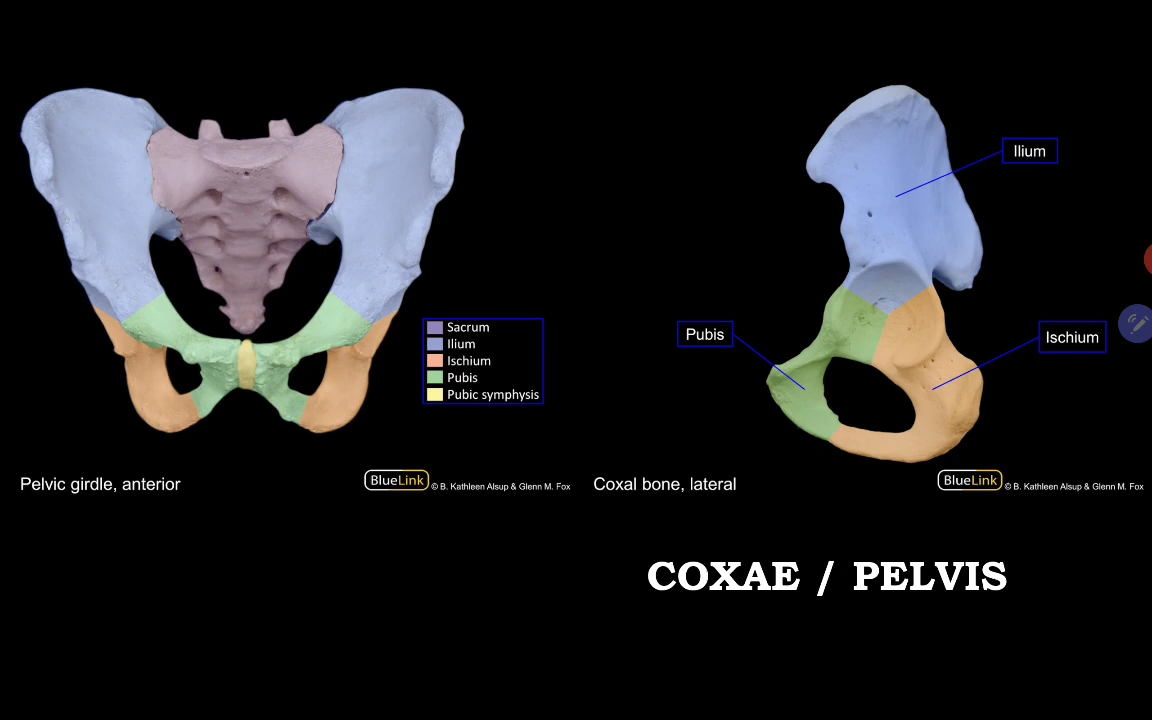 Ilium
Sacrum
Ilium
Ischium
Pubis
Pubic symphysis
Pubis
Ischium
Pelvic girdle, anterior
BlueLink © B. Kathleen Alsup & Glenn M. Fox
Coxal bone, lateral
BlueLink © B. Kathleen Alsup & Glenn M. Fox
COXAE / PELVIS